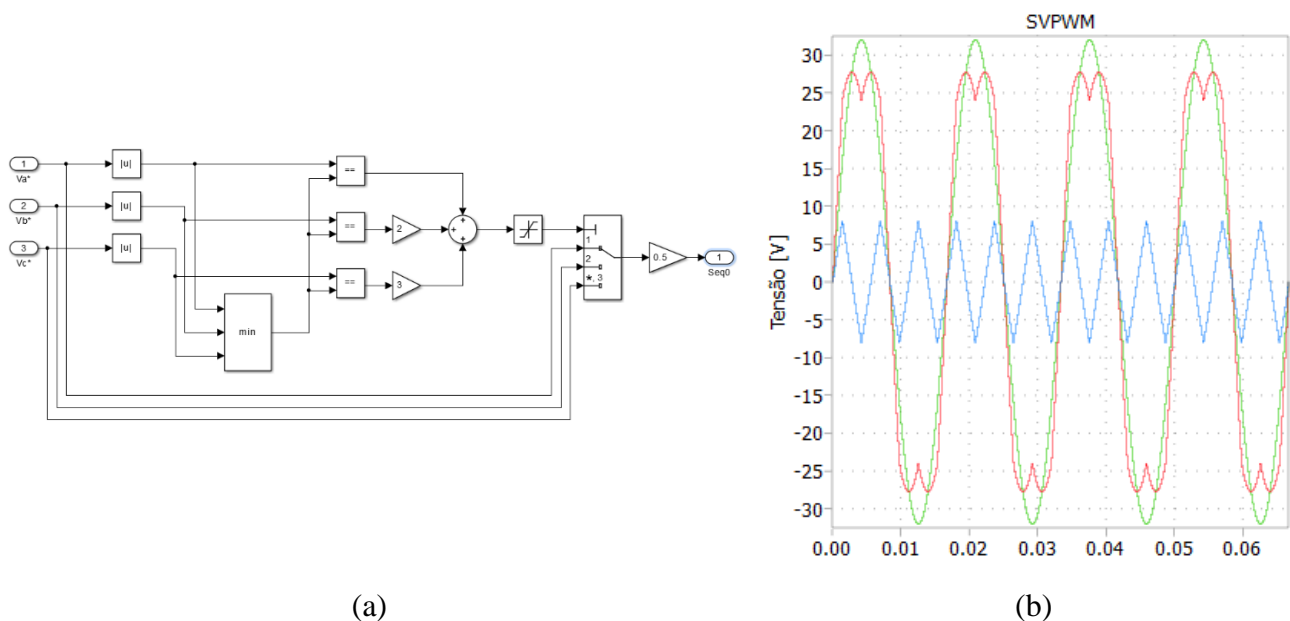 1
Va*
|u|
==
2
Vb*
|u|
==
2
3
Vc*
|u|
==
3
min
+
+
+
1
2
*, 3
0.5
1
Seq0
(a)
SVPWM
Tensão [V]
30
25
20
15
10
5
0
-5
-10
-15
-20
-25
-30
0.00 0.01 0.02 0.03 0.04 0.05 0.06
(b)